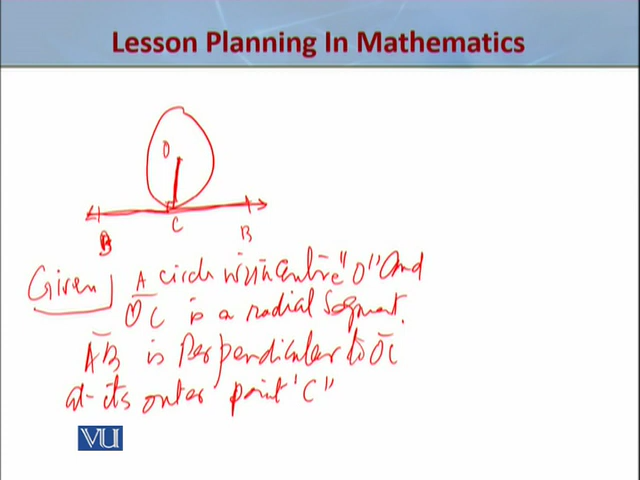 Lesson Planning In Mathematics
O
C
B
Given A circle with centre "O" And
OC is a radial Segment.
AB is Perpendicular to OC
at its outer point 'C"
VU